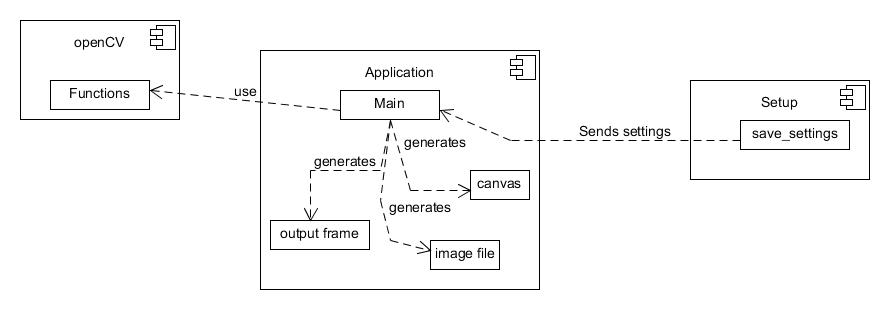 openCV
Functions
use
Application
Main
generates
generates
canvas
generates
output frame
image file
Sends settings
Setup
save_settings